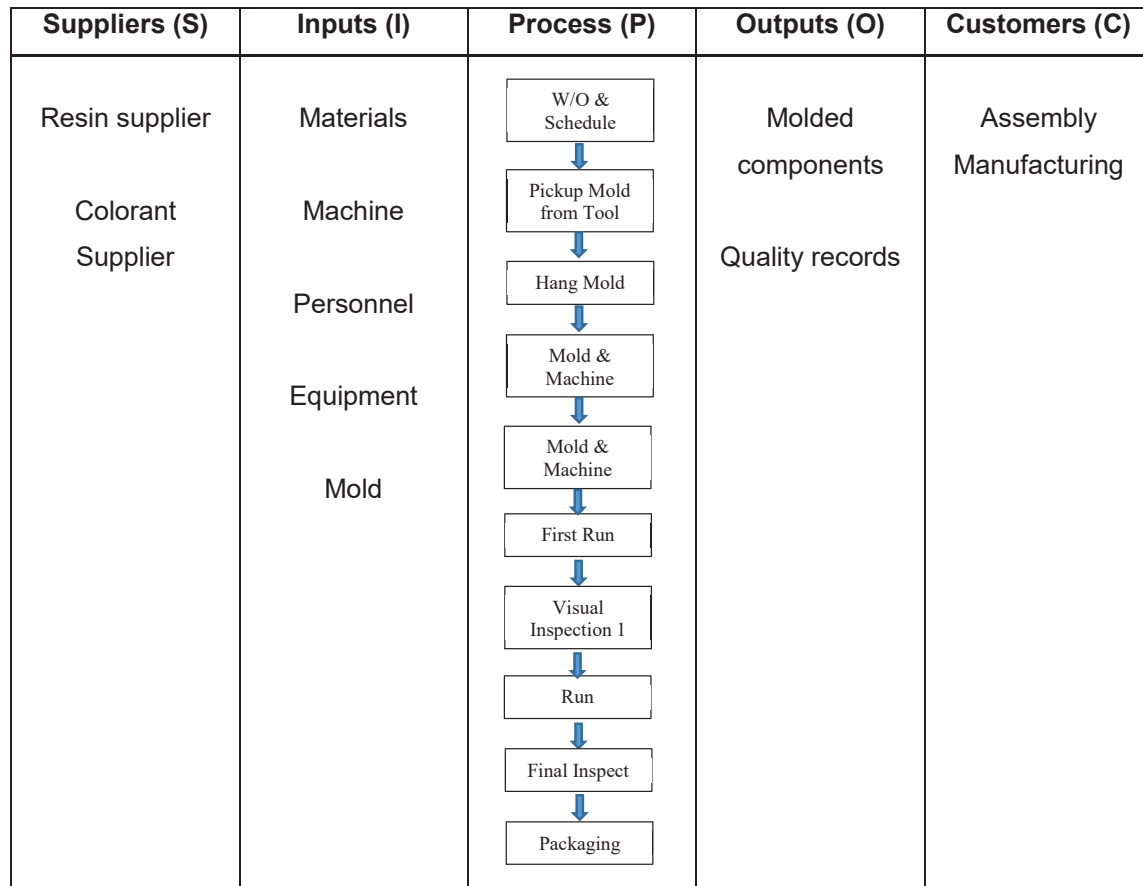 Suppliers (S)
Inputs (I)
Process (P)
Outputs (O)
Customers (C)
Resin supplier
Colorant
Supplier
Materials
Machine
Personnel
Equipment
Mold
W/O &
Schedule
Pickup Mold
from Tool
Hang Mold
Mold &
Machine
Mold &
Machine
First Run
Visual
Inspection 1
Run
Final Inspect
Packaging
Molded
components
Quality records
Assembly
Manufacturing